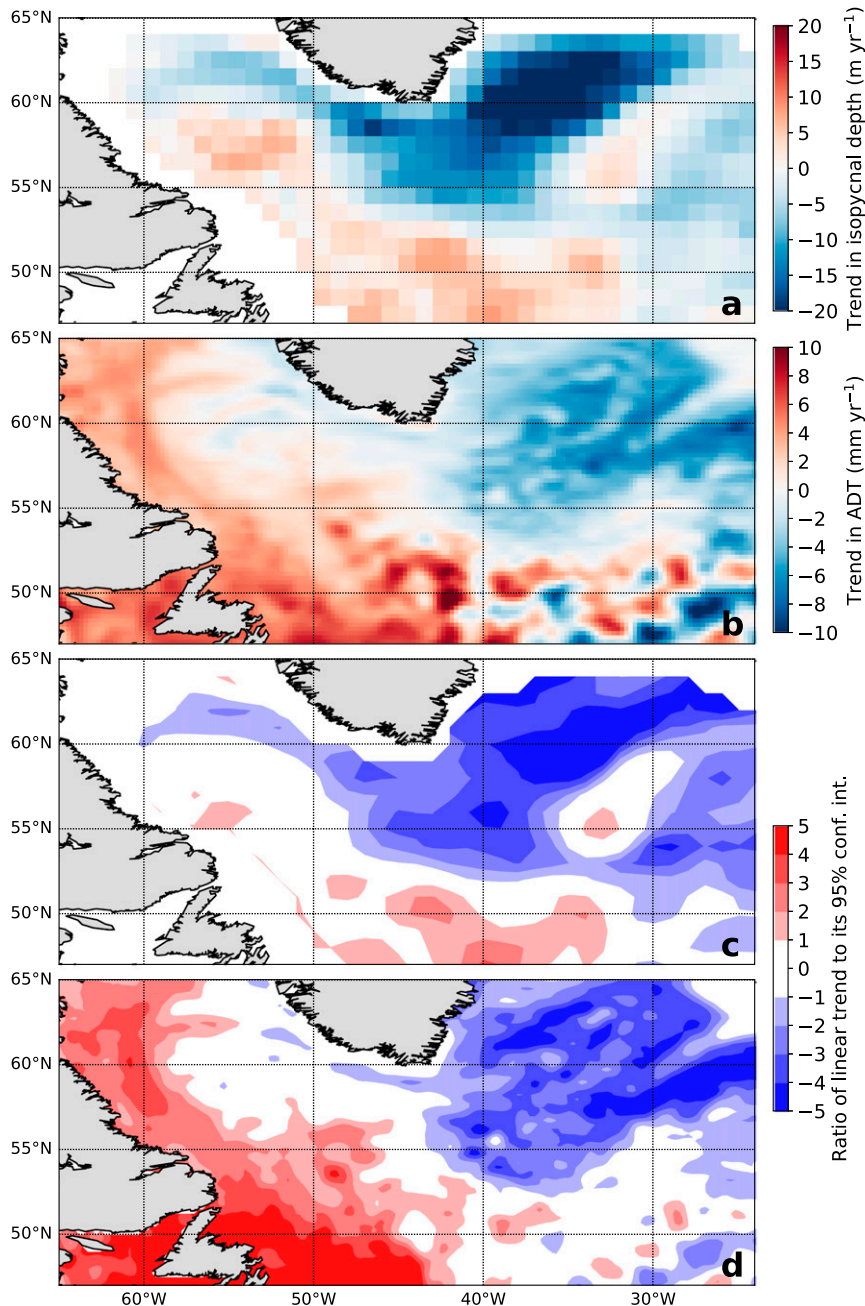 65°N
60°N
55°N
50°N
a
20
15
10
5
0
−5
−10
−15
−20
Trend in isopycnal depth (m yr⁻¹)
65°N
60°N
55°N
50°N
b
10
8
6
4
2
0
−2
−4
−6
−8
−10
Trend in ADT (mm yr⁻¹)
65°N
60°N
55°N
50°N
c
5
4
3
2
1
0
−1
−2
−3
−4
−5
Ratio of linear trend to its 95% conf. int.
65°N
60°N
55°N
50°N
d
60°W
50°W
40°W
30°W